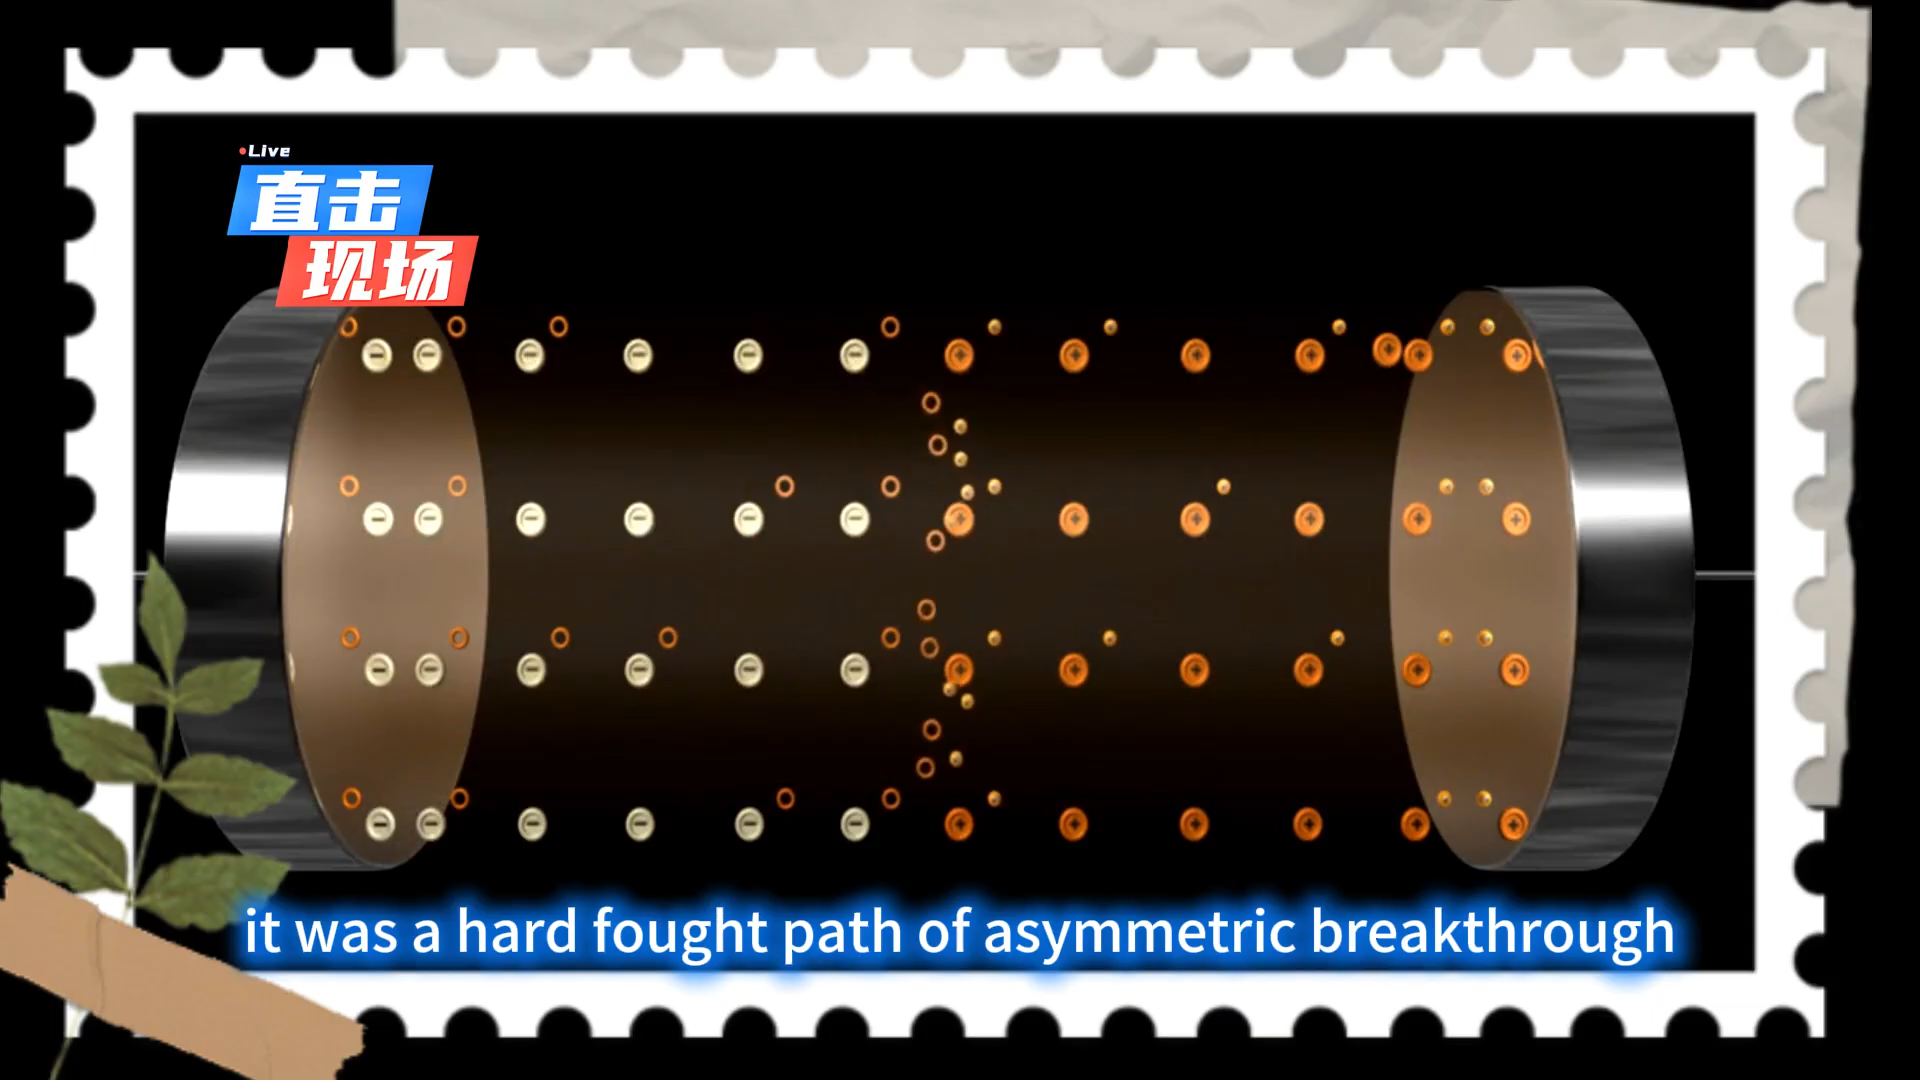 Live
直击
现场
it was a hard fought path of asymmetric breakthrough